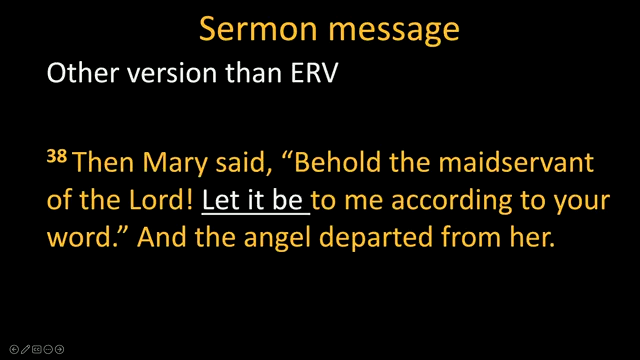 Sermon message
Other version than ERV
38 Then Mary said, “Behold the maidservant
of the Lord! Let it be to me according to your
word.” And the angel departed from her.